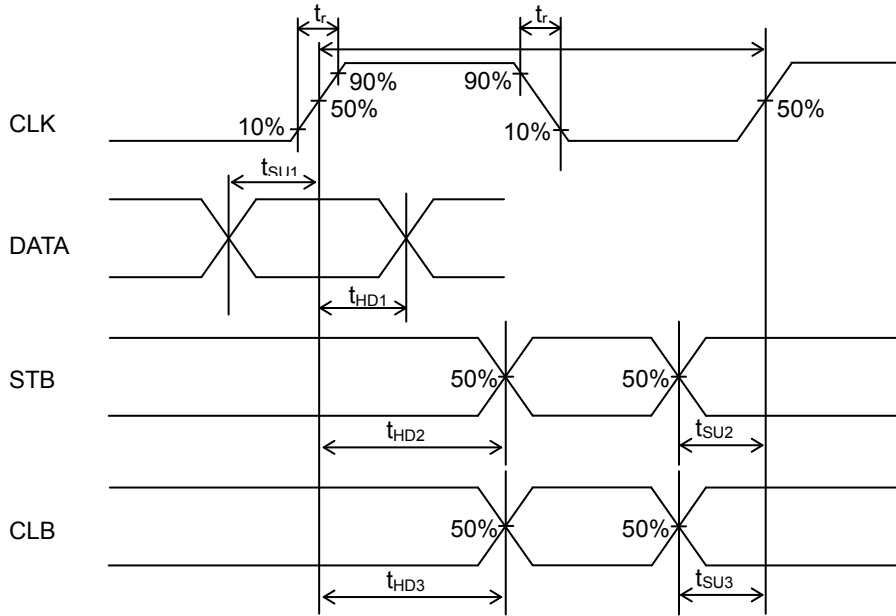 tr
tr
90%
90%
50%
50%
10%
10%
CLK
tSU1
DATA
tHD1
STB
50%
50%
tHD2
tSU2
CLB
50%
50%
tHD3
tSU3